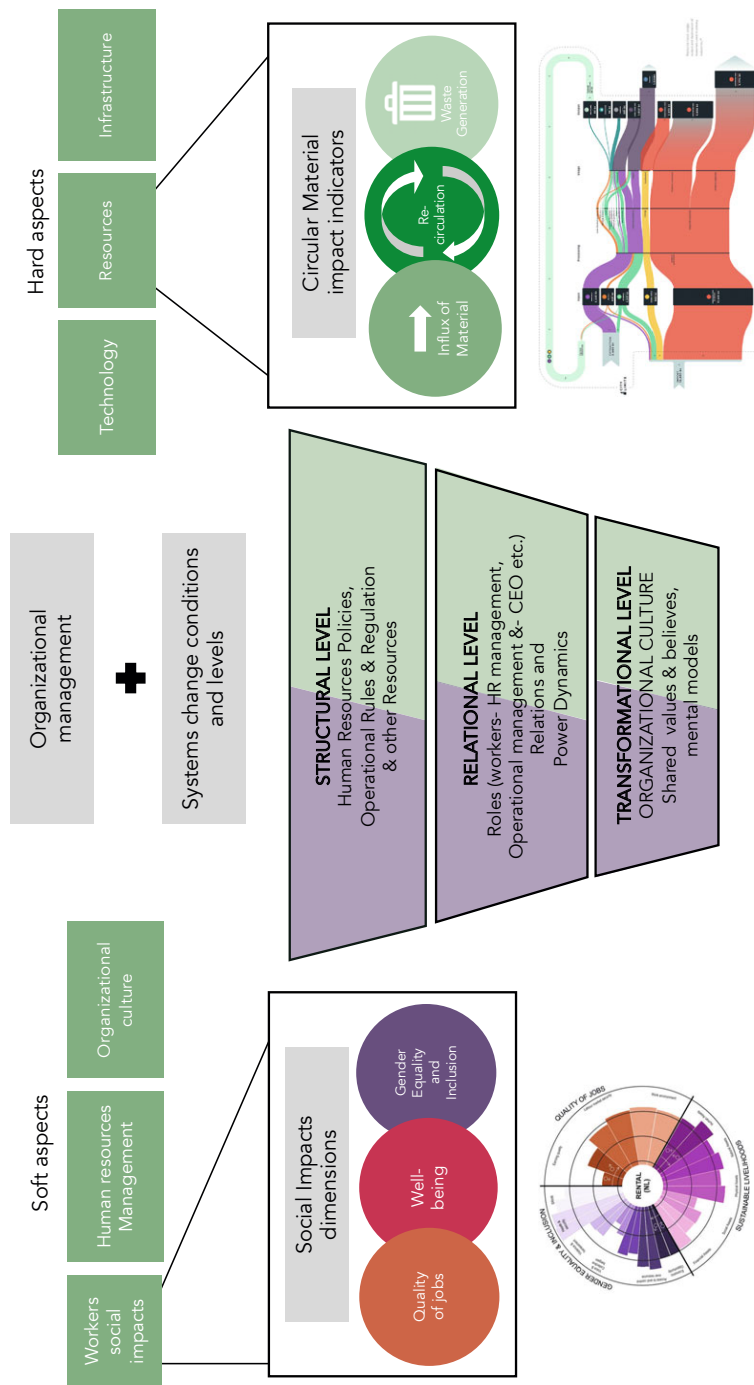 Soft aspects
Workers
social
impacts
Human resources
Management
Organizational
culture
Social Impacts
dimensions
Quality
of jobs
Well-
being
Gender
Equality
and
Inclusion
QUALITY OF JOBS
SUSTAINABLE LIVELIHOODS
GENDER EQUALITY & INCLUSION
RENTAL
(NL)
Organizational
management
Systems change conditions
and levels
STRUCTURAL LEVEL
Human Resources Policies,
Operational Rules & Regulation
& other Resources
RELATIONAL LEVEL
Roles (workers- HR management,
Operational management &- CEO etc.)
Relations and
Power Dynamics
TRANSFORMATIONAL LEVEL
ORGANIZATIONAL CULTURE
Shared values & believes,
mental models
Hard aspects
Technology
Resources
Infrastructure
Circular Material
impact indicators
Influx of
Material
Re-
circulation
Waste
Generation